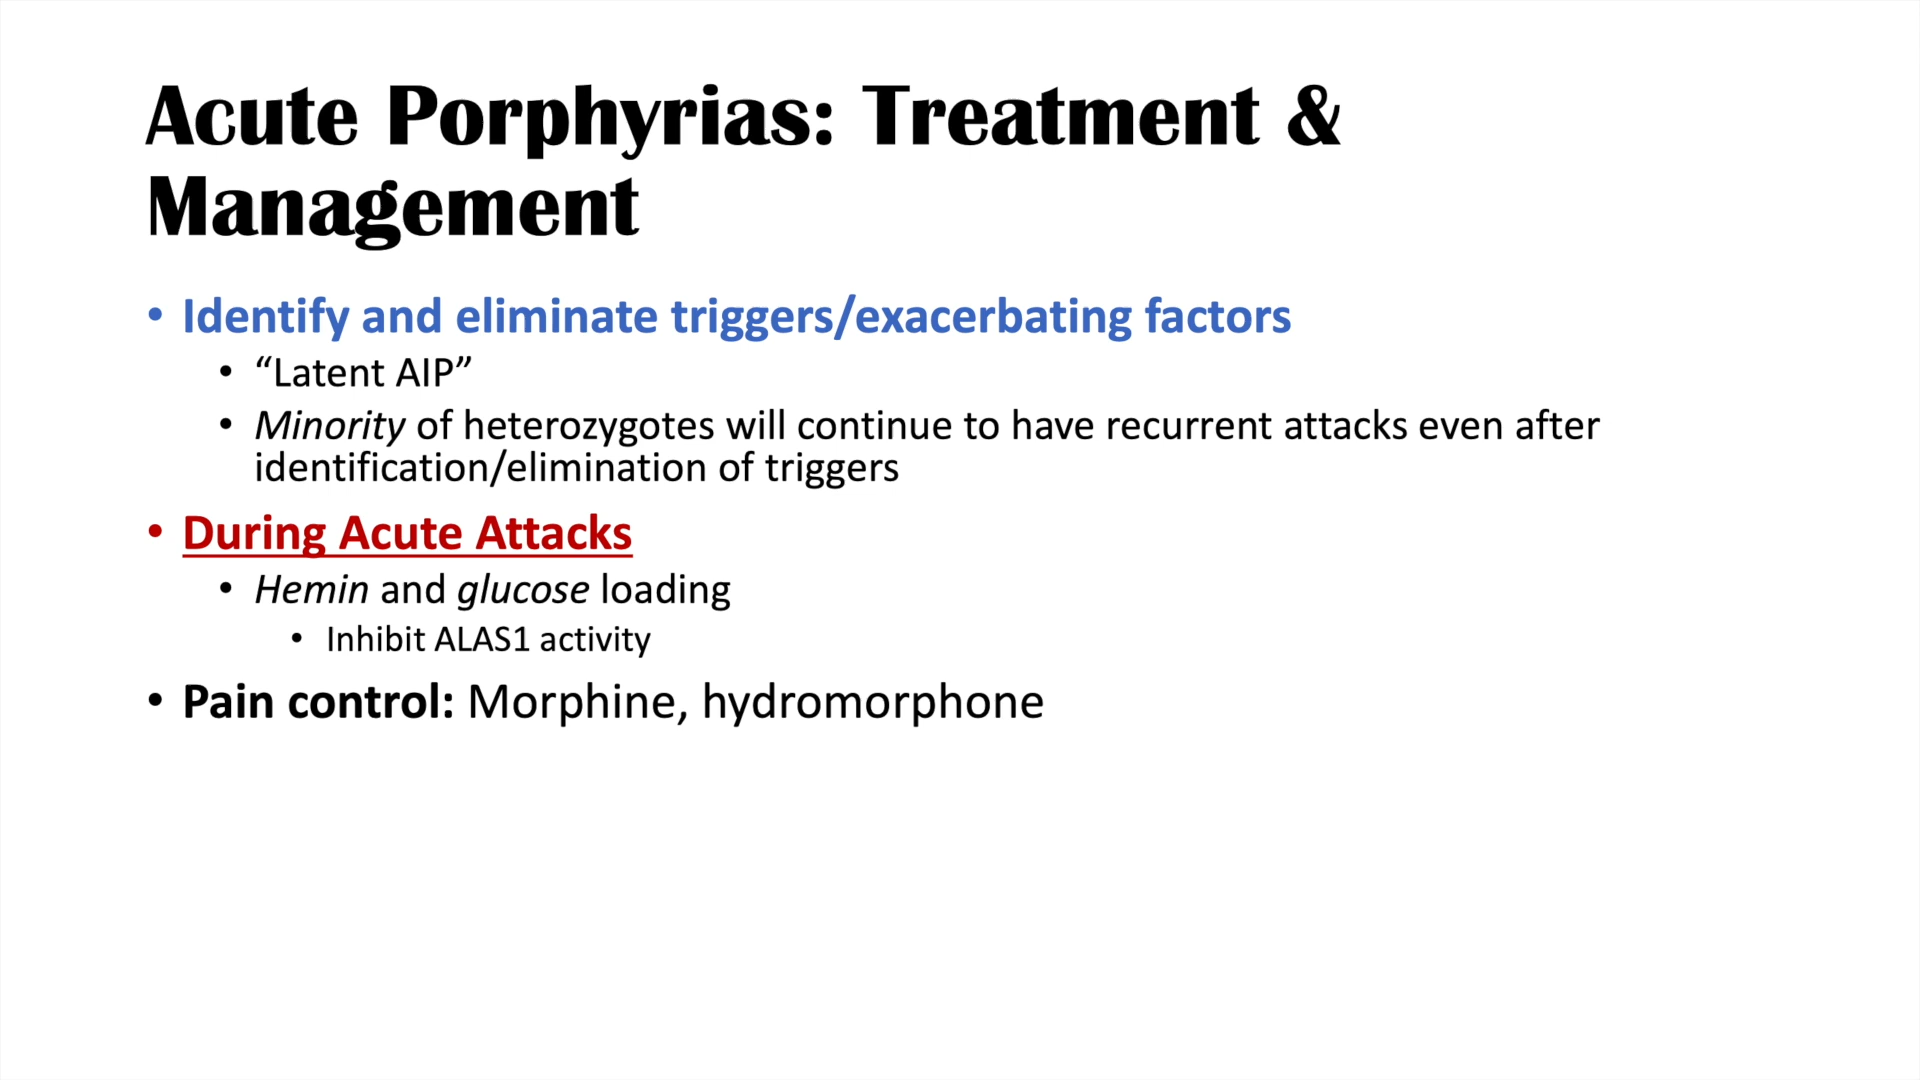 Acute Porphyrias: Treatment &
Management
• Identify and eliminate triggers/exacerbating factors
• “Latent AIP”
• Minority of heterozygotes will continue to have recurrent attacks even after
identification/elimination of triggers
• During Acute Attacks
• Hemin and glucose loading
• Inhibit ALAS1 activity
• Pain control: Morphine, hydromorphone